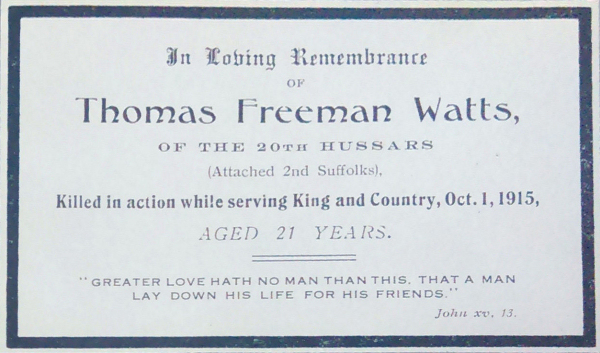 In Loving Remembrance
OF
Thomas Freeman Watts,
OF THE 20TH HUSSARS
(Attached 2nd Suffolks),
Killed in action while serving King and Country, Oct. 1, 1915,
AGED 21 YEARS.
"GREATER LOVE HATH NO MAN THAN THIS, THAT A MAN
LAY DOWN HIS LIFE FOR HIS FRIENDS."
John xv. 13.